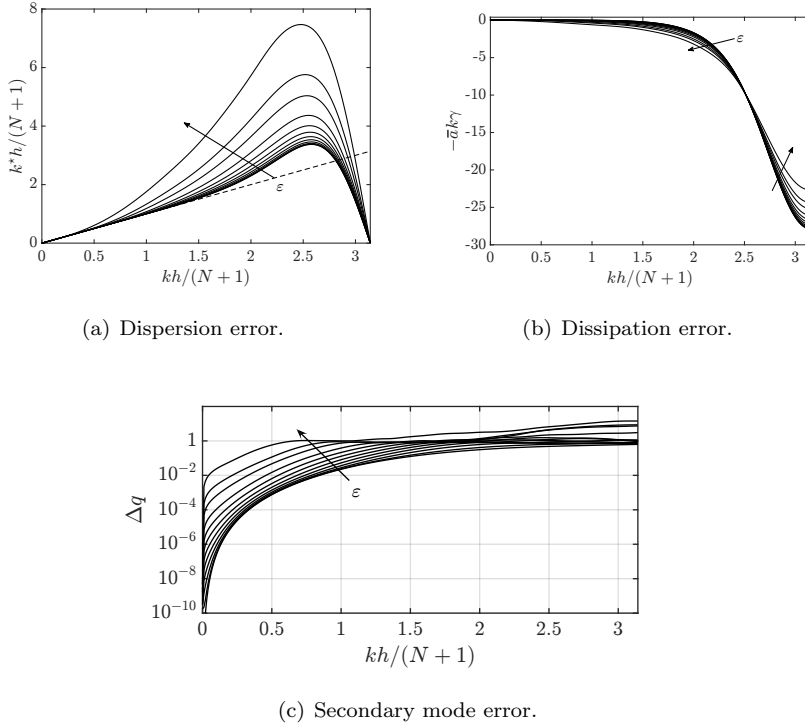 8
6
4
2
0
k*h/(N + 1)
ε
0 0.5 1 1.5 2 2.5 3
kh/(N + 1)
(a) Dispersion error.
0
-5
-10
-15
-20
-25
-30
−a̅kγ
ε
0 0.5 1 1.5 2 2.5 3
kh/(N + 1)
(b) Dissipation error.
1
10⁻²
10⁻⁴
10⁻⁶
10⁻⁸
10⁻¹⁰
Δq
ε
0 0.5 1 1.5 2 2.5 3
kh/(N + 1)
(c) Secondary mode error.